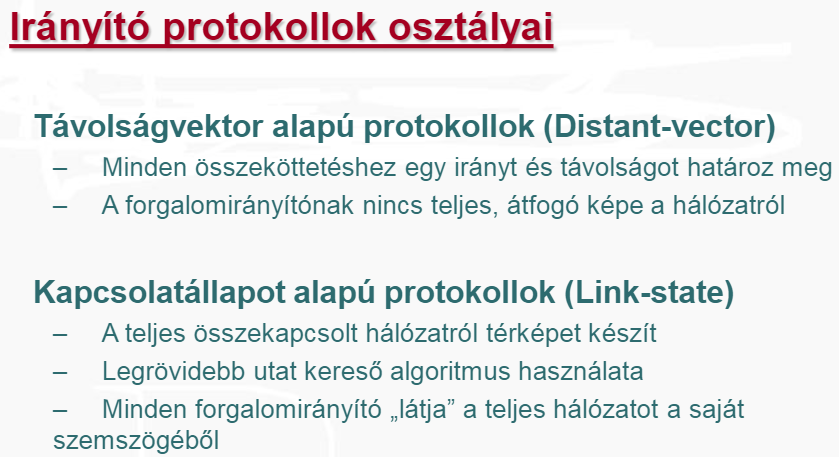 Irányító protokollok osztályai
Távolságvektor alapú protokollok (Distant-vector)
– Minden összeköttetéshez egy irányt és távolságot határoz meg
– A forgalomirányítónak nincs teljes, átfogó képe a hálózatról
Kapcsolatállapot alapú protokollok (Link-state)
– A teljes összekapcsolt hálózatról térképet készít
– Legrövidebb utat kereső algoritmus használata
– Minden forgalomirányító „látja” a teljes hálózatot a saját
szemszögéből